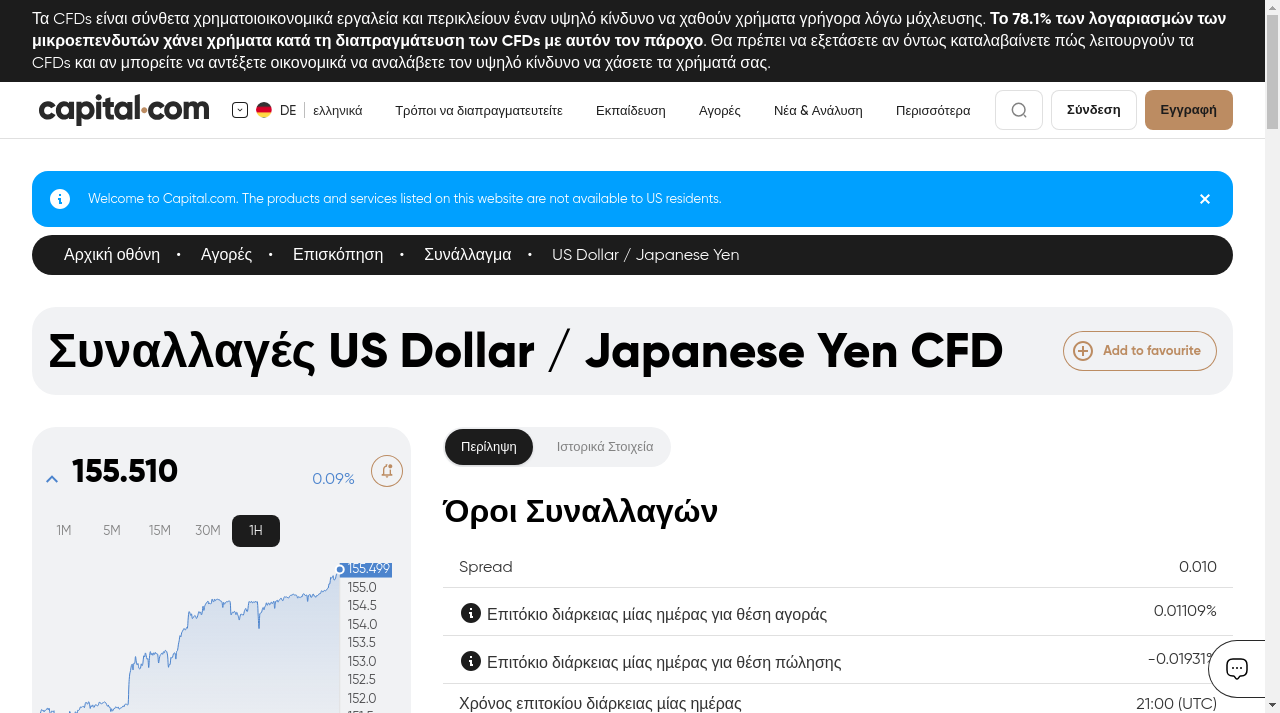 Τα CFDs είναι σύνθετα χρηματοοικονομικά εργαλεία και περικλείουν έναν υψηλό κίνδυνο να χαθούν χρήματα γρήγορα λόγω μόχλευσης. Το 78.1% των λογαριασμών των
μικροεπενδυτών χάνει χρήματα κατά τη διαπραγμάτευση των CFDs με αυτόν τον πάροχο. Θα πρέπει να εξετάσετε αν όντως καταλαβαίνετε πώς λειτουργούν τα
CFDs και αν μπορείτε να αντέξετε οικονομικά να αναλάβετε τον υψηλό κίνδυνο να χάσετε τα χρήματά σας.
capital.com DE ελληνικά Τρόποι να διαπραγματευτείτε Εκπαίδευση Αγορές Νέα & Ανάλυση Περισσότερα Σύνδεση Εγγραφή
Welcome to Capital.com. The products and services listed on this website are not available to US residents.
Αρχική οθόνη • Αγορές • Επισκόπηση • Συνάλλαγμα • US Dollar / Japanese Yen
Συναλλαγές US Dollar / Japanese Yen CFD
Add to favourite
155.510
0.09%
1M 5M 15M 30M 1H
155.499
155.0
154.5
154.0
153.5
153.0
152.5
152.0
Περίληψη Ιστορικά Στοιχεία
Όροι Συναλλαγών
Spread 0.010
Επιτόκιο διάρκειας μίας ημέρας για θέση αγοράς 0.01109%
Επιτόκιο διάρκειας μίας ημέρας για θέση πώλησης -0.01931%
Χρόνος επιτοκίου διάρκειας μίας ημέρας 21:00 (UTC)